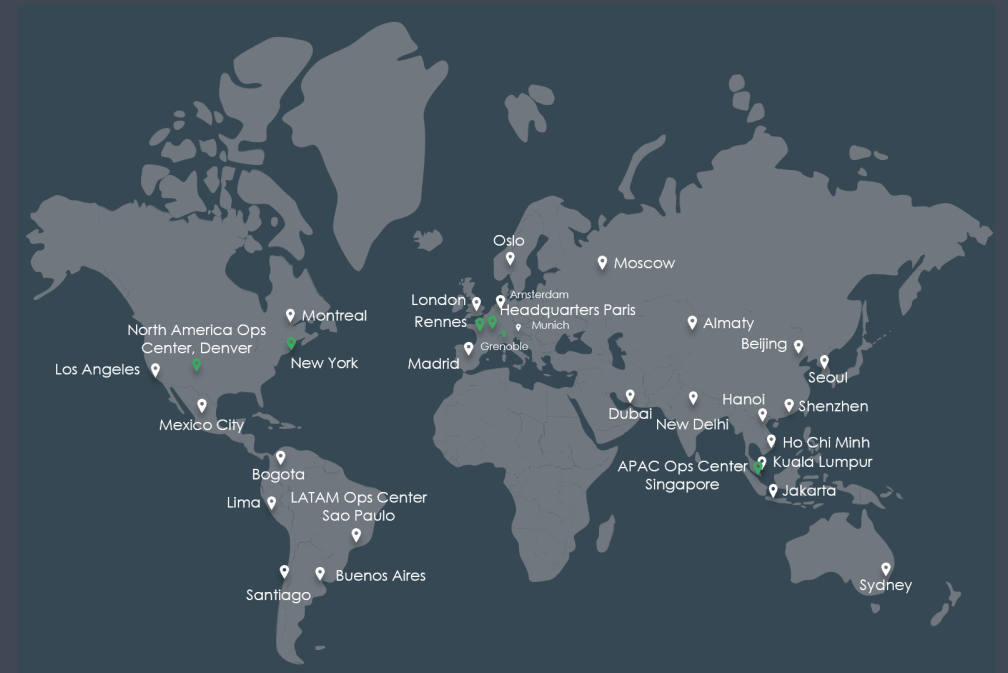 Oslo
Moscow
Amsterdam
London
Headquarters Paris
Montreal
Rennes
Munich
Almaty
North America Ops
Center, Denver
Beijing
Grenoble
New York
Madrid
Los Angeles
Seoul
Hanoi
Shenzhen
Dubai
New Delhi
Mexico City
Ho Chi Minh
Kuala Lumpur
APAC Ops Center
Singapore
Bogota
Jakarta
LATAM Ops Center
Sao Paulo
Lima
Buenos Aires
Santiago
Sydney